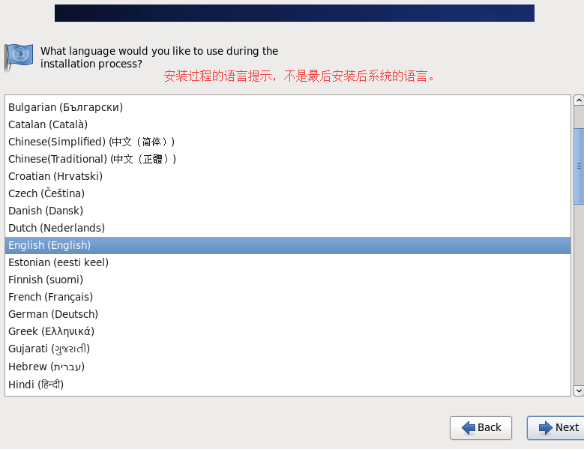 What language would you like to use during the
installation process?
安装过程的语言提示，不是最后安装后系统的语言。
Bulgarian (Български)
Catalan (Català)
Chinese(Simplified) (中文（简体）)
Chinese(Traditional) (中文（正體）)
Croatian (Hrvatski)
Czech (Čeština)
Danish (Dansk)
Dutch (Nederlands)
English (English)
Estonian (eesti keel)
Finnish (suomi)
French (Français)
German (Deutsch)
Greek (Ελληνικά)
Gujarati (ગુજરાતી)
Hebrew (עברית)
Hindi (हिन्दी)
Back
Next